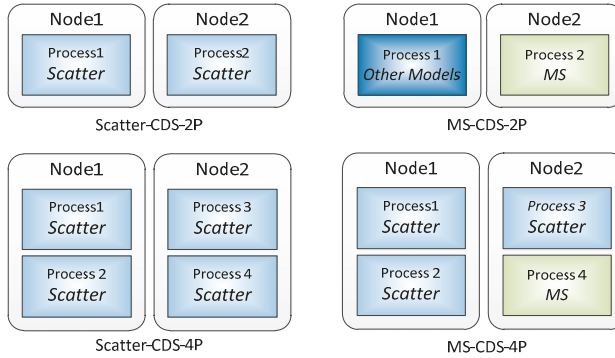 Node1
Process1
Scatter
Node2
Process2
Scatter
Scatter-CDS-2P
Node1
Process 1
Other Models
Node2
Process 2
MS
MS-CDS-2P
Node1
Process1
Scatter
Process 2
Scatter
Node2
Process 3
Scatter
Process 4
Scatter
Scatter-CDS-4P
Node1
Process1
Scatter
Process 2
Scatter
Node2
Process 3
Scatter
Process 4
MS
MS-CDS-4P